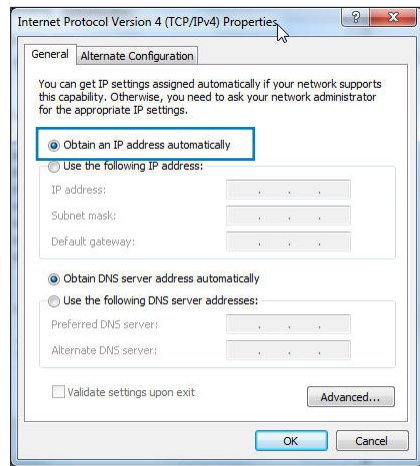 Internet Protocol Version 4 (TCP/IPv4) Properties
General
Alternate Configuration
You can get IP settings assigned automatically if your network supports
this capability. Otherwise, you need to ask your network administrator
for the appropriate IP settings.
Obtain an IP address automatically
Use the following IP address:
IP address:
Subnet mask:
Default gateway:
Obtain DNS server address automatically
Use the following DNS server addresses:
Preferred DNS server:
Alternate DNS server:
Validate settings upon exit
Advanced...
OK
Cancel